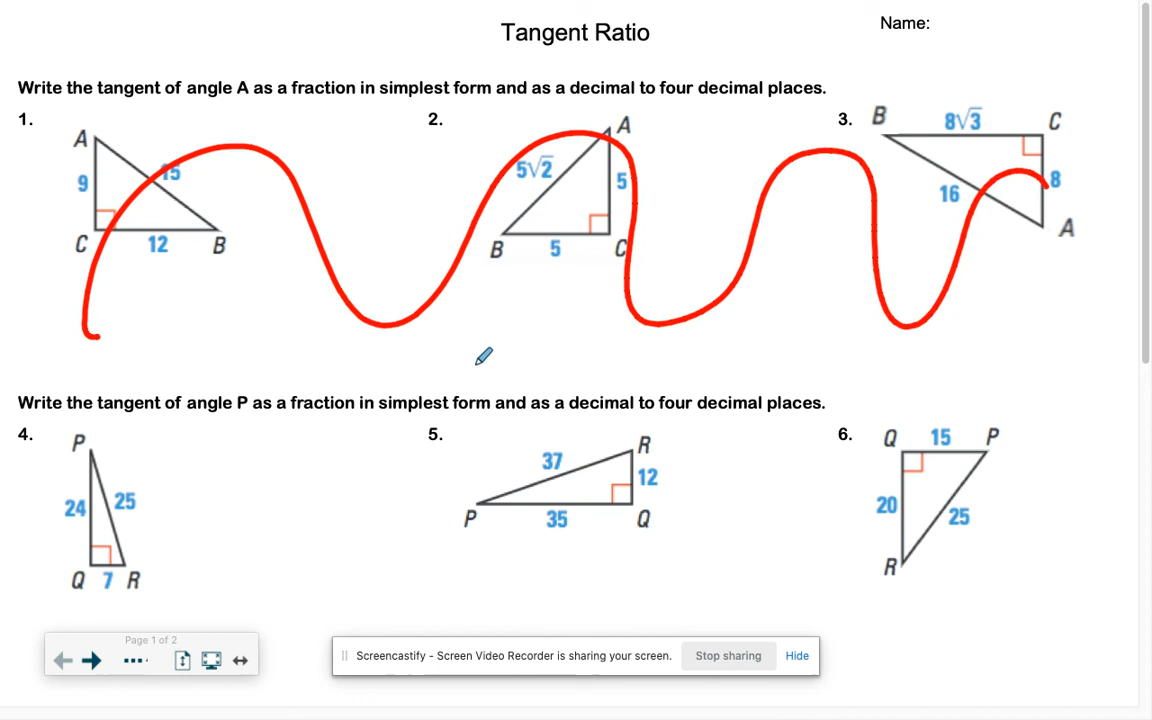 Tangent Ratio
Name:
Write the tangent of angle A as a fraction in simplest form and as a decimal to four decimal places.
1.
A
9
15
C
12
B
2.
A
5√2
5
B
5
C
3.
B
8√3
C
16
8
A
Write the tangent of angle P as a fraction in simplest form and as a decimal to four decimal places.
4.
P
24
25
Q 7 R
5.
R
37
12
P
35
Q
6.
Q 15 P
20
25
R
Page 1 of 2
Screencastify - Screen Video Recorder is sharing your screen.
Stop sharing
Hide